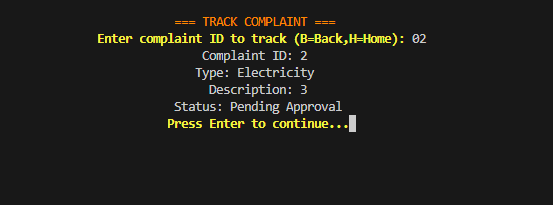 === TRACK COMPLAINT ===
Enter complaint ID to track (B=Back,H=Home): 02
Complaint ID: 2
Type: Electricity
Description: 3
Status: Pending Approval
Press Enter to continue...